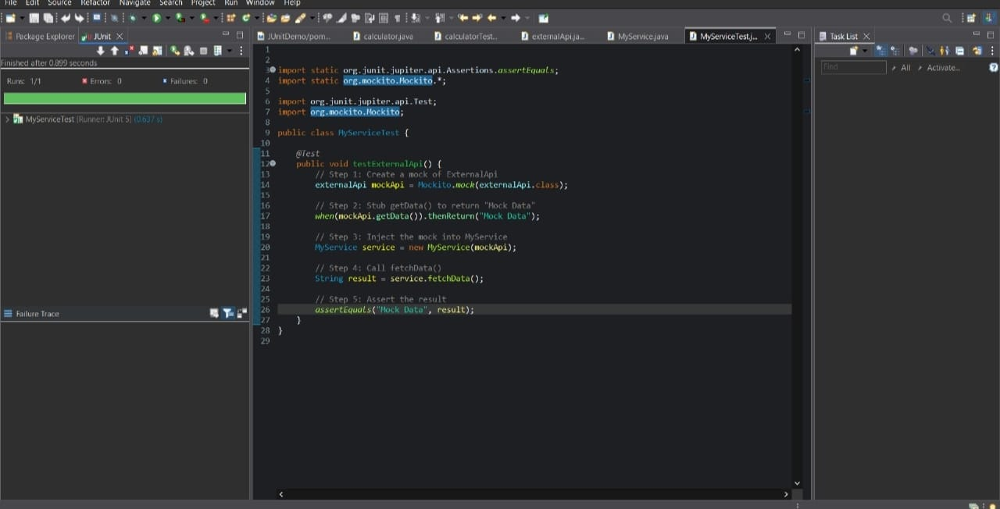 File Edit Source Refactor Navigate Search Project Run Window Help
Package Explorer JUnit
Finished after 0.899 seconds
Runs: 1/1 Errors: 0 Failures: 0
MyServiceTest [Runner: JUnit 5] (0.637 s)
Failure Trace
JUnitDemo/pom... calculator.java calculatorTest... externalApi.ja... MyService.java MyServiceTest.j...
1
2
3 import static org.junit.jupiter.api.Assertions.assertEquals;
4 import static org.mockito.Mockito.*;
5
6 import org.junit.jupiter.api.Test;
7 import org.mockito.Mockito;
8
9 public class MyServiceTest {
10
11 @Test
12 public void testExternalApi() {
13 // Step 1: Create a mock of ExternalApi
14 externalApi mockApi = Mockito.mock(externalApi.class);
15
16 // Step 2: Stub getData() to return "Mock Data"
17 when(mockApi.getData()).thenReturn("Mock Data");
18
19 // Step 3: Inject the mock into MyService
20 MyService service = new MyService(mockApi);
21
22 // Step 4: Call fetchData()
23 String result = service.fetchData();
24
25 // Step 5: Assert the result
26 assertEquals("Mock Data", result);
27 }
28 }
29
Task List
Find All Activate...